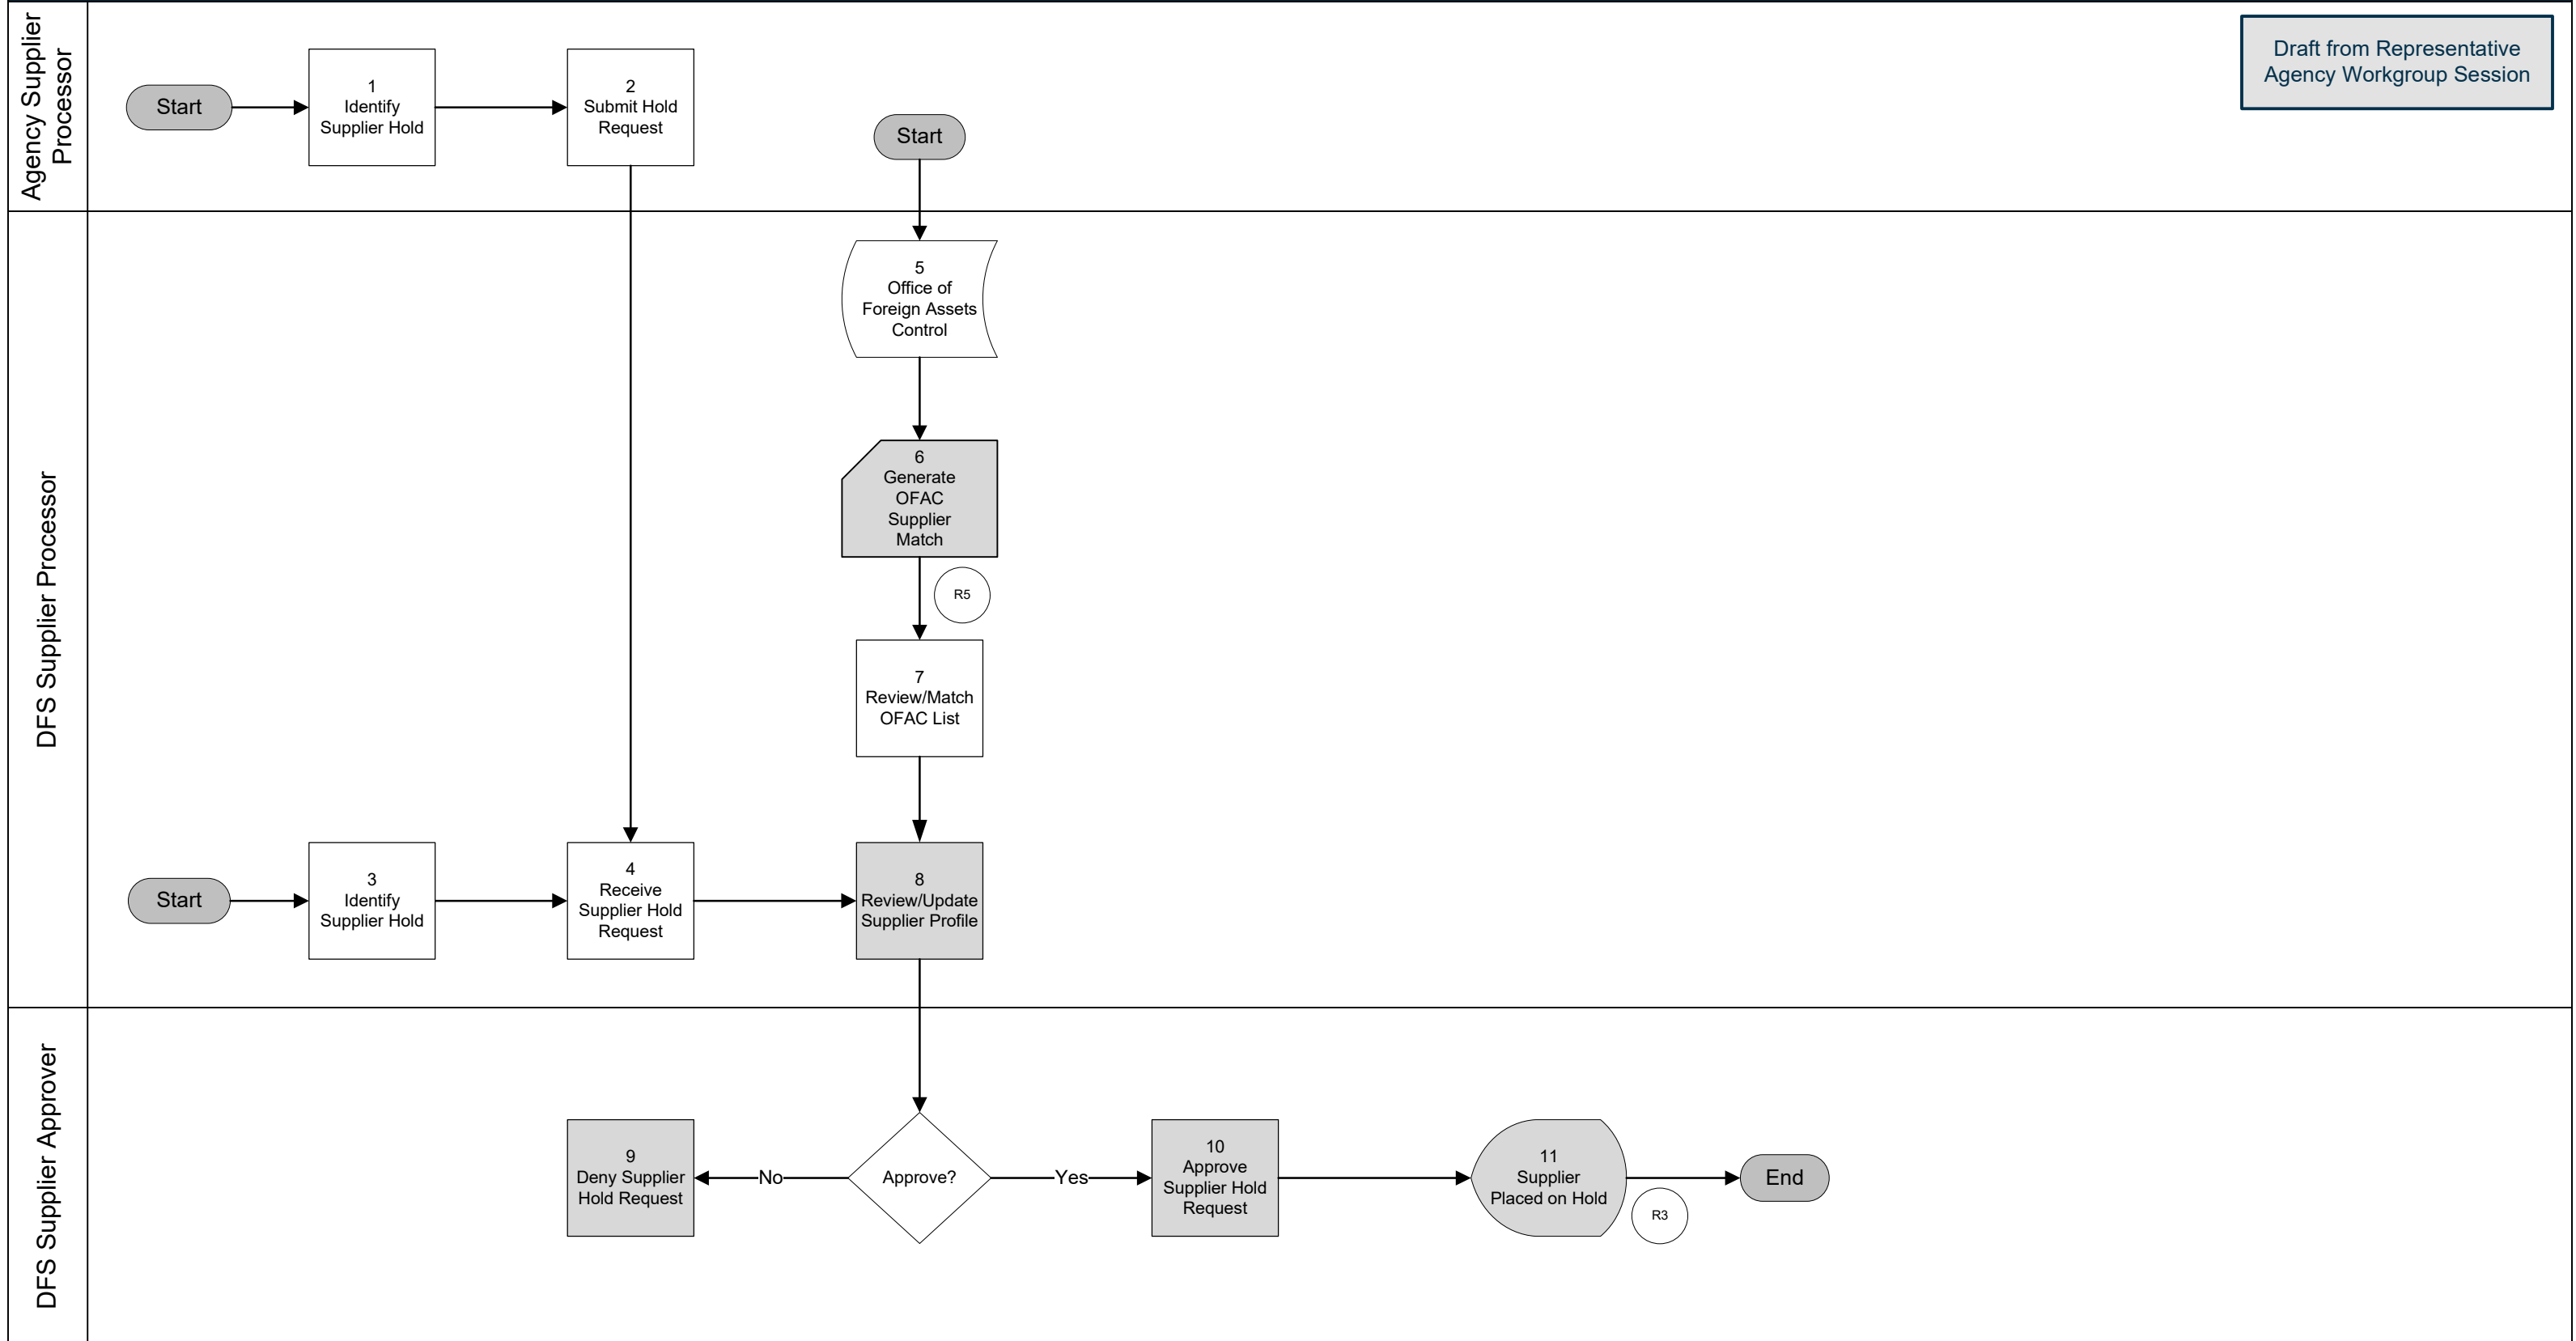 Agency Supplier
Processor
Start
1
Identify
Supplier Hold
2
Submit Hold
Request
Start
Draft from Representative
Agency Workgroup Session
DFS Supplier Processor
5
Office of
Foreign Assets
Control
6
Generate
OFAC
Supplier
Match
R5
7
Review/Match
OFAC List
Start
3
Identify
Supplier Hold
4
Receive
Supplier Hold
Request
8
Review/Update
Supplier Profile
DFS Supplier Approver
9
Deny Supplier
Hold Request
No
Approve?
Yes
10
Approve
Supplier Hold
Request
11
Supplier
Placed on Hold
R3
End